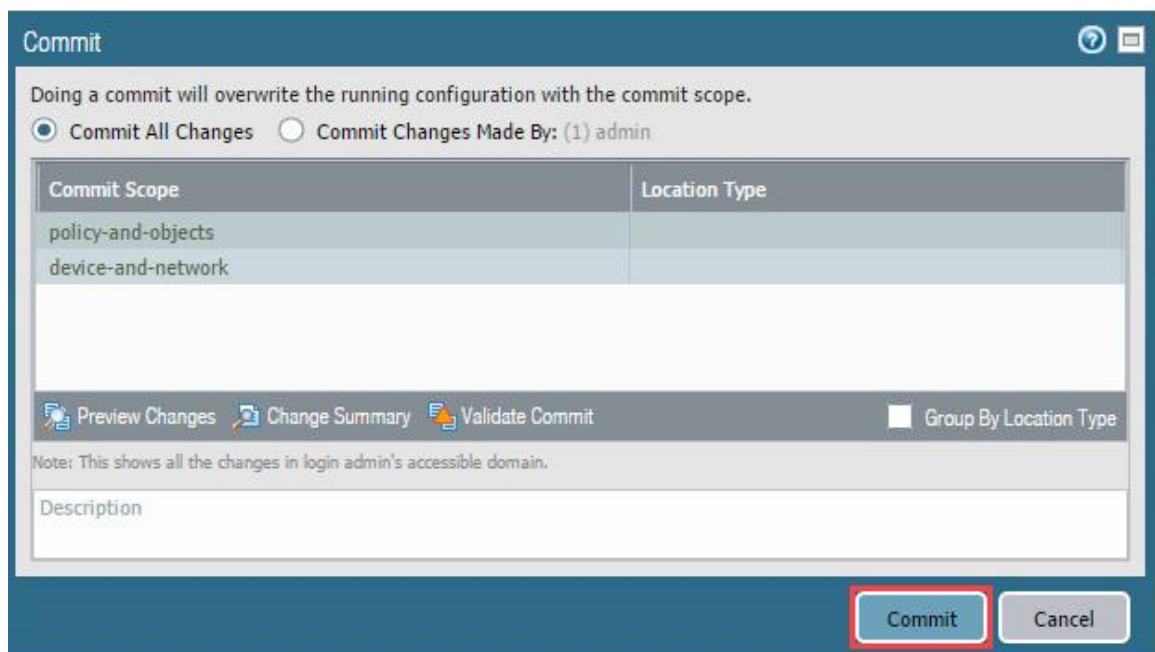 Commit
Doing a commit will overwrite the running configuration with the commit scope.
Commit All Changes Commit Changes Made By: (1) admin
Commit Scope Location Type
policy-and-objects
device-and-network
Preview Changes Change Summary Validate Commit Group By Location Type
Note: This shows all the changes in login admin's accessible domain.
Description
Commit Cancel